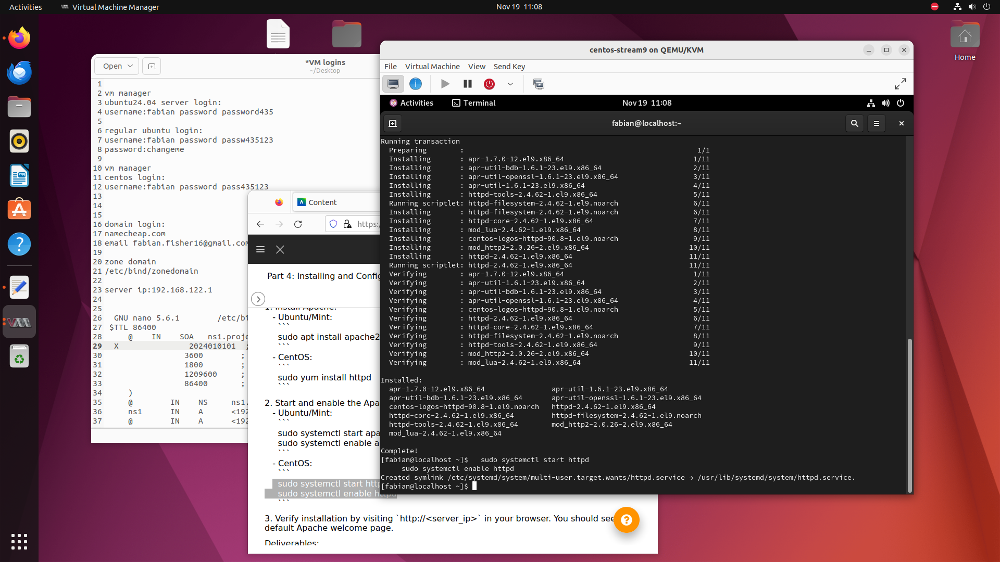 Activities
Virtual Machine Manager
Nov 19 11:08
Home
Open
*VM logins
~/Desktop
1
2 vm manager
3 ubuntu24.04 server login:
4 username:fabian password password435
5
6 regular ubuntu login:
7 username:fabian password passw435123
8 password:changeme
9
10 vm manager
11 centos login:
12 username:fabian password pass435123
13
14
15
16 domain login:
17 namecheap.com
18 email fabian.fisher16@gmail.com
19
20 zone domain
21 /etc/bind/zonedomain
22
23 server ip:192.168.122.1
24
25
26 GNU nano 5.6.1 /etc/bi
27 $TTL 86400
28 @ IN SOA ns1.proje
29 X 2024010101 ;
30 3600 ;
31 1800 ;
32 1209600 ;
33 86400 ;
34 )
35 @ IN NS ns1.
36 ns1 IN A <192
37 @ IN A <192
Content
https:/
Part 4: Installing and Config
1. Install Apache:
- Ubuntu/Mint:
```
sudo apt install apache2
```
- CentOS:
```
sudo yum install httpd
```
2. Start and enable the Apa
- Ubuntu/Mint:
```
sudo systemctl start apa
sudo systemctl enable a
```
- CentOS:
```
sudo systemctl start http
sudo systemctl enable httpd
```
3. Verify installation by visiting `http://<server_ip>` in your browser. You should see
default Apache welcome page.
Deliverables:
centos-stream9 on QEMU/KVM
File Virtual Machine View Send Key
Activities Terminal Nov 19 11:08
fabian@localhost:~
Running transaction
Preparing : 1/1
Installing : apr-1.7.0-12.el9.x86_64 1/11
Installing : apr-util-bdb-1.6.1-23.el9.x86_64 2/11
Installing : apr-util-openssl-1.6.1-23.el9.x86_64 3/11
Installing : apr-util-1.6.1-23.el9.x86_64 4/11
Installing : httpd-tools-2.4.62-1.el9.x86_64 5/11
Running scriptlet: httpd-filesystem-2.4.62-1.el9.noarch 6/11
Installing : httpd-filesystem-2.4.62-1.el9.noarch 6/11
Installing : httpd-core-2.4.62-1.el9.x86_64 7/11
Installing : mod_lua-2.4.62-1.el9.x86_64 8/11
Installing : centos-logos-httpd-90.8-1.el9.noarch 9/11
Installing : mod_http2-2.0.26-2.el9.x86_64 10/11
Installing : httpd-2.4.62-1.el9.x86_64 11/11
Running scriptlet: httpd-2.4.62-1.el9.x86_64 11/11
Verifying : apr-1.7.0-12.el9.x86_64 1/11
Verifying : apr-util-1.6.1-23.el9.x86_64 2/11
Verifying : apr-util-bdb-1.6.1-23.el9.x86_64 3/11
Verifying : apr-util-openssl-1.6.1-23.el9.x86_64 4/11
Verifying : centos-logos-httpd-90.8-1.el9.noarch 5/11
Verifying : httpd-2.4.62-1.el9.x86_64 6/11
Verifying : httpd-core-2.4.62-1.el9.x86_64 7/11
Verifying : httpd-filesystem-2.4.62-1.el9.noarch 8/11
Verifying : httpd-tools-2.4.62-1.el9.x86_64 9/11
Verifying : mod_http2-2.0.26-2.el9.x86_64 10/11
Verifying : mod_lua-2.4.62-1.el9.x86_64 11/11
Installed:
apr-1.7.0-12.el9.x86_64 apr-util-1.6.1-23.el9.x86_64
apr-util-bdb-1.6.1-23.el9.x86_64 apr-util-openssl-1.6.1-23.el9.x86_64
centos-logos-httpd-90.8-1.el9.noarch httpd-2.4.62-1.el9.x86_64
httpd-core-2.4.62-1.el9.x86_64 httpd-filesystem-2.4.62-1.el9.noarch
httpd-tools-2.4.62-1.el9.x86_64 mod_http2-2.0.26-2.el9.x86_64
mod_lua-2.4.62-1.el9.x86_64
Complete!
[fabian@localhost ~]$ sudo systemctl start httpd
sudo systemctl enable httpd
Created symlink /etc/systemd/system/multi-user.target.wants/httpd.service → /usr/lib/systemd/system/httpd.service.
[fabian@localhost ~]$